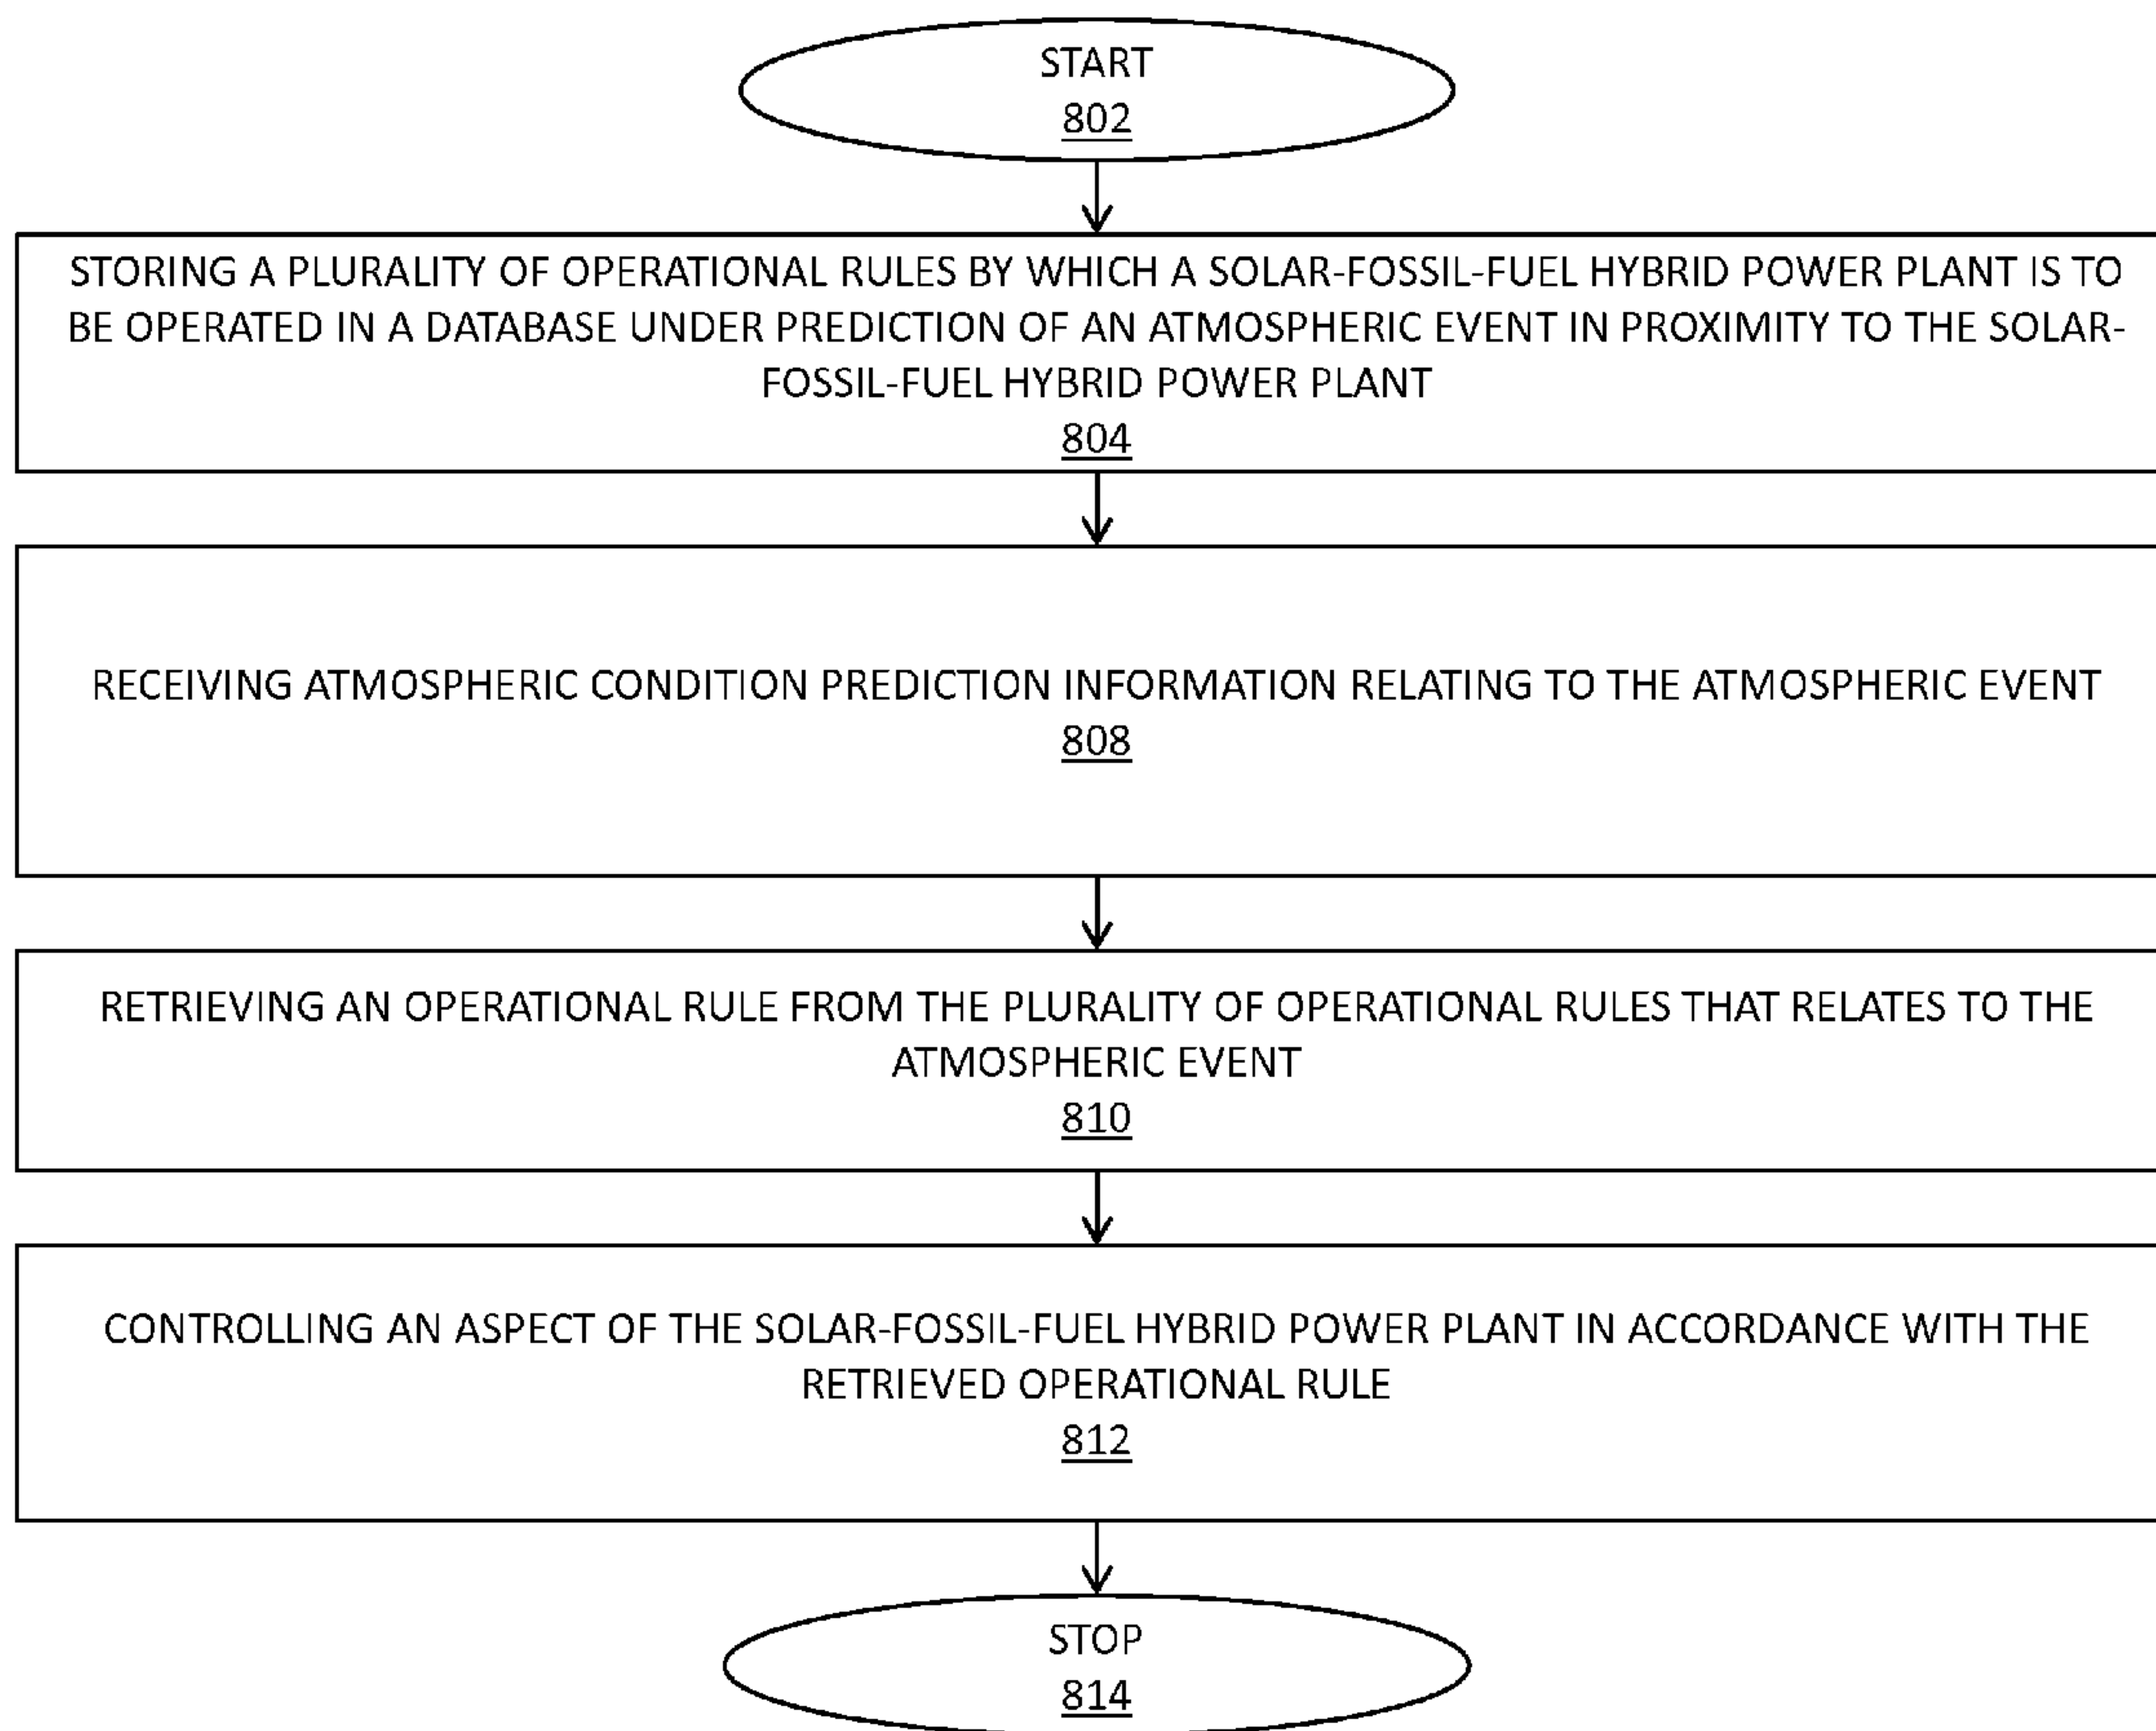 START
802
STORING A PLURALITY OF OPERATIONAL RULES BY WHICH A SOLAR-FOSSIL-FUEL HYBRID POWER PLANT IS TO
BE OPERATED IN A DATABASE UNDER PREDICTION OF AN ATMOSPHERIC EVENT IN PROXIMITY TO THE SOLAR-
FOSSIL-FUEL HYBRID POWER PLANT
804
RECEIVING ATMOSPHERIC CONDITION PREDICTION INFORMATION RELATING TO THE ATMOSPHERIC EVENT
808
RETRIEVING AN OPERATIONAL RULE FROM THE PLURALITY OF OPERATIONAL RULES THAT RELATES TO THE
ATMOSPHERIC EVENT
810
CONTROLLING AN ASPECT OF THE SOLAR-FOSSIL-FUEL HYBRID POWER PLANT IN ACCORDANCE WITH THE
RETRIEVED OPERATIONAL RULE
812
STOP
814